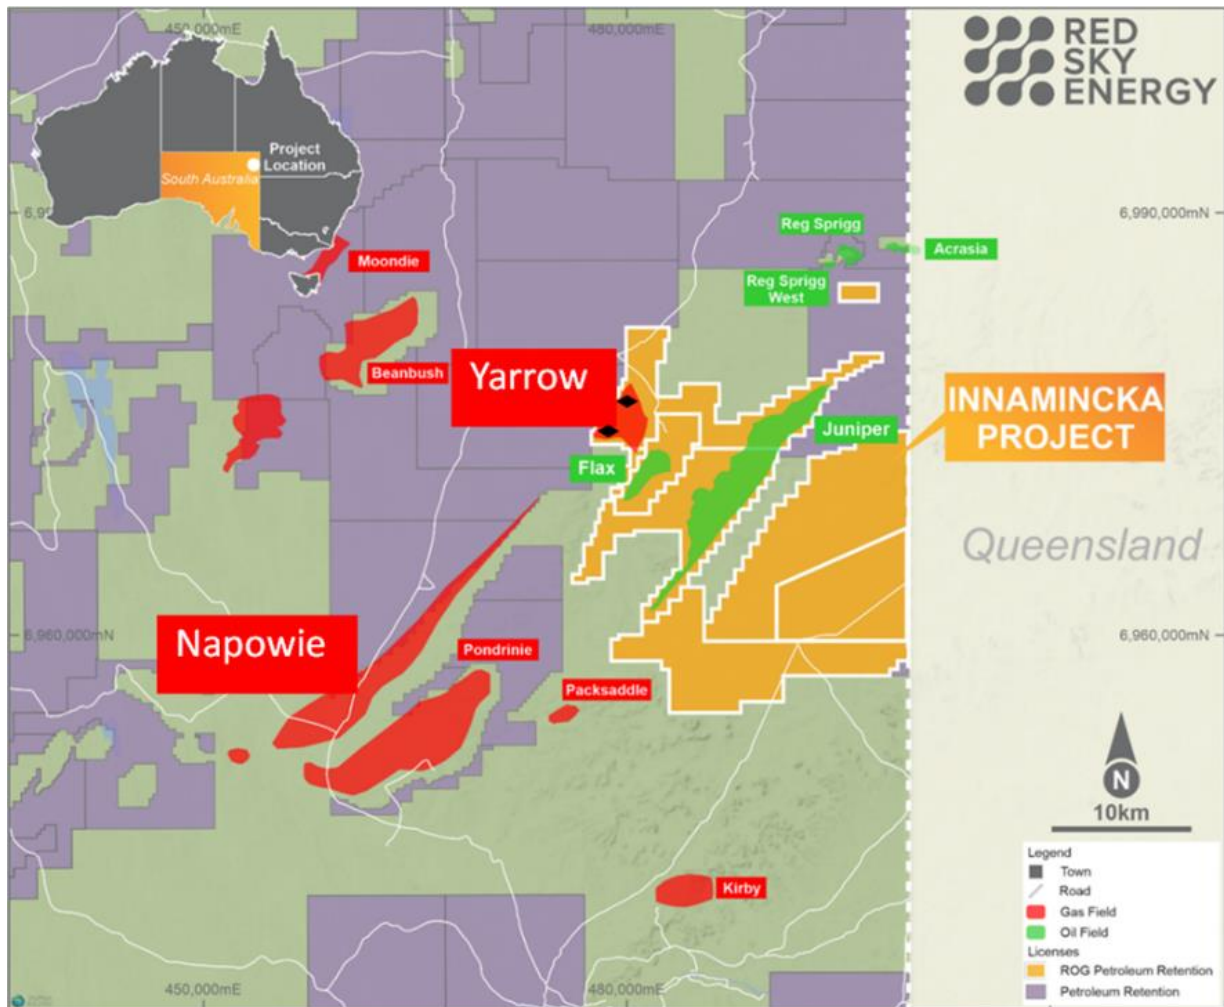 450,000mE
480,000mE
RED
SKY
ENERGY
Project
Location
South Australia
6,990,000mN
Reg Sprigg
Acrasia
Moondie
Reg Sprigg
West
Beanbush
Yarrow
INNAMINCKA
PROJECT
Juniper
Flax
Queensland
6,960,000mN
6,960,000mN
Napowie
Pondrinie
Packsaddle
N
10km
Legend
Town
Road
Gas Field
Oil Field
Licenses
ROG Petroleum Retention
Petroleum Retention
Kirby
450,000mE
480,000mE